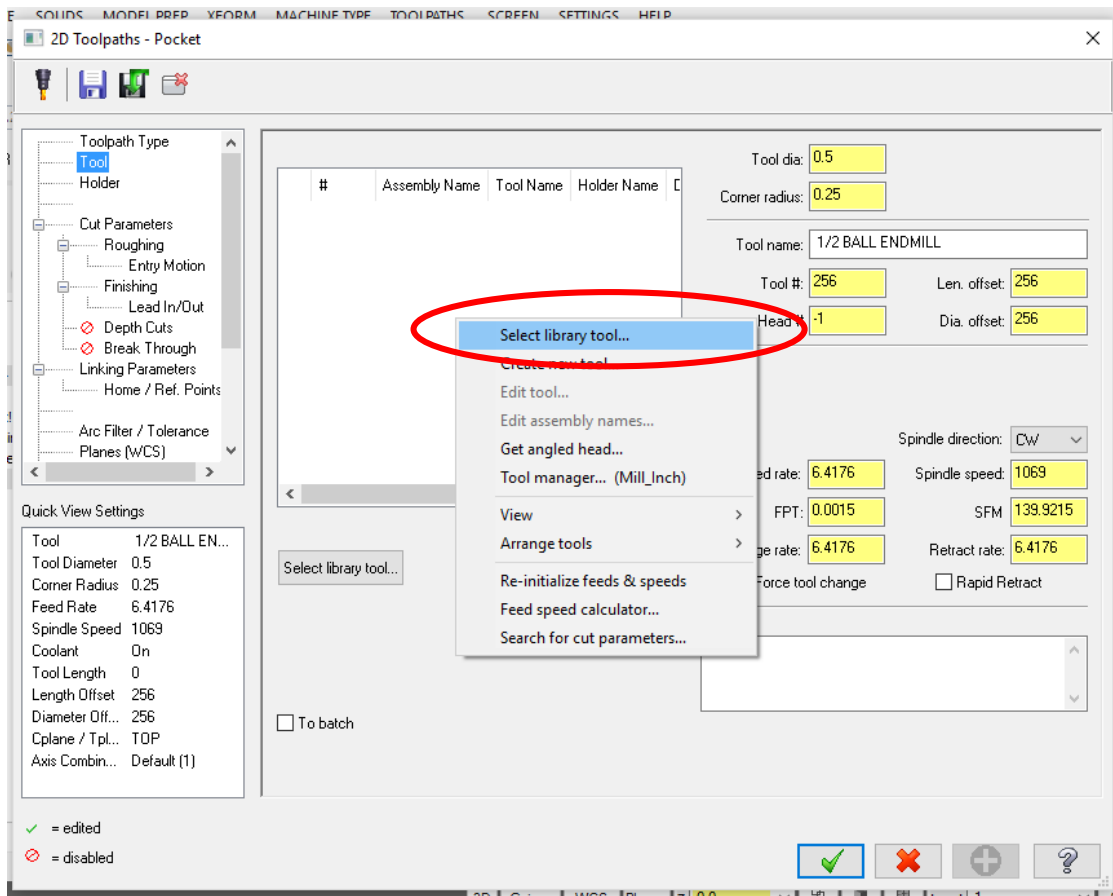 E SOLIDS MODEL PREP XFORM MACHINE TYPE TOOLPATHS SCREEN SETTINGS HELP
2D Toolpaths - Pocket
Toolpath Type
Tool
Holder
Cut Parameters
Roughing
Entry Motion
Finishing
Lead In/Out
Depth Cuts
Break Through
Linking Parameters
Home / Ref. Points
Arc Filter / Tolerance
Planes (WCS)
Quick View Settings
Tool 1/2 BALL EN...
Tool Diameter 0.5
Corner Radius 0.25
Feed Rate 6.4176
Spindle Speed 1069
Coolant On
Tool Length 0
Length Offset 256
Diameter Off... 256
Cplane / Tpl... TOP
Axis Combin... Default (1)
= edited
= disabled
# Assembly Name Tool Name Holder Name D
Select library tool...
To batch
Select library tool...
Create new tool...
Edit tool...
Edit assembly names...
Get angled head...
Tool manager... (Mill_Inch)
View
Arrange tools
Re-initialize feeds & speeds
Feed speed calculator...
Search for cut parameters...
Tool dia: 0.5
Corner radius: 0.25
Tool name: 1/2 BALL ENDMILL
Tool #: 256 Len. offset: 256
Head # -1 Dia. offset: 256
Spindle direction: CW
ed rate: 6.4176 Spindle speed: 1069
FPT: 0.0015 SFM 139.9215
ge rate: 6.4176 Retract rate: 6.4176
Force tool change Rapid Retract